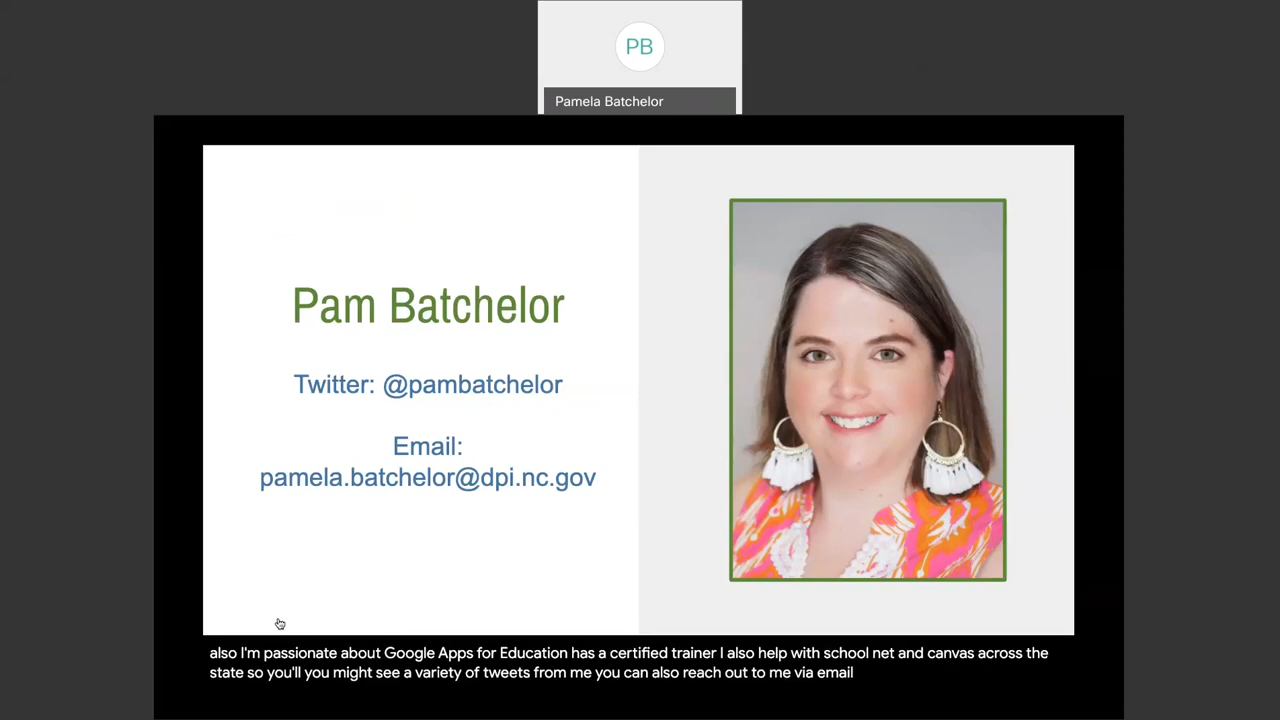 PB
Pamela Batchelor
Pam Batchelor
Twitter: @pambatchelor
Email:
pamela.batchelor@dpi.nc.gov
also I'm passionate about Google Apps for Education has a certified trainer I also help with school net and canvas across the
state so you'll you might see a variety of tweets from me you can also reach out to me via email